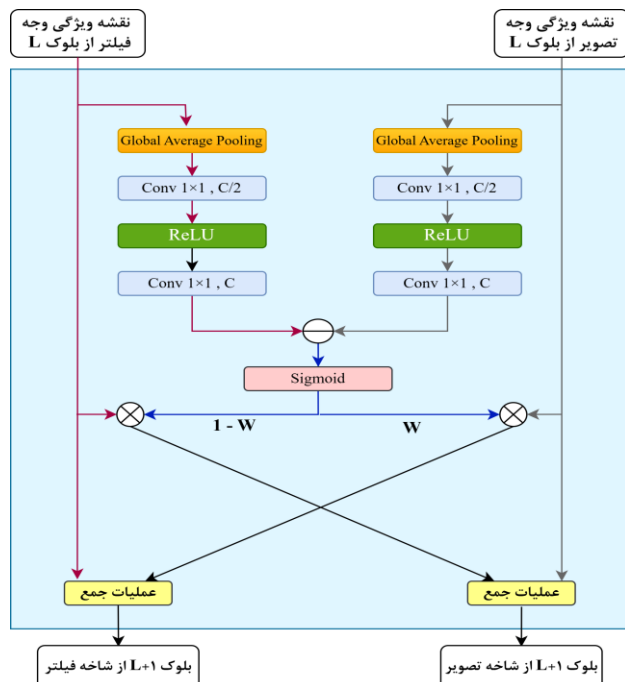 نقشه ویژگی وجه
فیلتر از بلوک L
نقشه ویژگی وجه
تصویر از بلوک L
Global Average Pooling
Global Average Pooling
Conv 1×1 , C/2
Conv 1×1 , C/2
ReLU
ReLU
Conv 1×1 , C
Conv 1×1 , C
Sigmoid
1 - W
W
عملیات جمع
عملیات جمع
بلوک L+۱ از شاخه فیلتر
بلوک L+۱ از شاخه تصویر